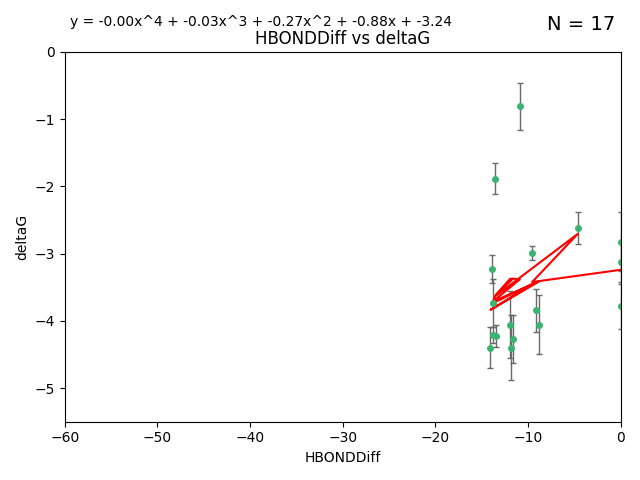 y = -0.00x^4 + -0.03x^3 + -0.27x^2 + -0.88x + -3.24
N = 17
HBONDDiff vs deltaG
0
−1
−2
−3
−4
−5
deltaG
−60 −50 −40 −30 −20 −10 0
HBONDDiff